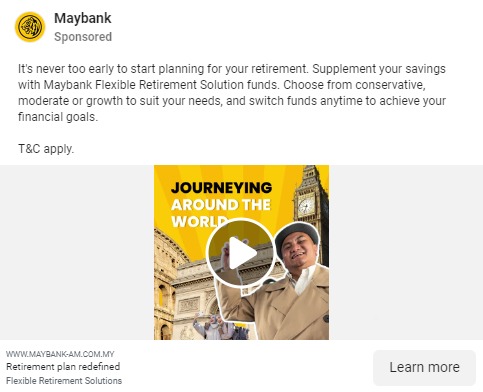 Maybank
Sponsored
It's never too early to start planning for your retirement. Supplement your savings
with Maybank Flexible Retirement Solution funds. Choose from conservative,
moderate or growth to suit your needs, and switch funds anytime to achieve your
financial goals.
T&C apply.
JOURNEYING
AROUND THE
WORLD
WWW.MAYBANK-AM.COM.MY
Retirement plan redefined
Flexible Retirement Solutions
Learn more